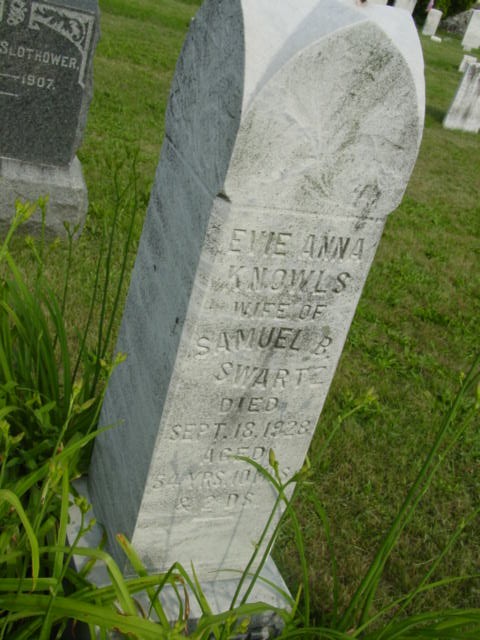 SLOTHOWER
1907.
EVIE ANNA
KNOWLS
WIFE OF
SAMUEL B.
SWARTZ
DIED
SEPT. 18, 1928
AGED
54 YRS. 10 MOS.
& 2 DS.